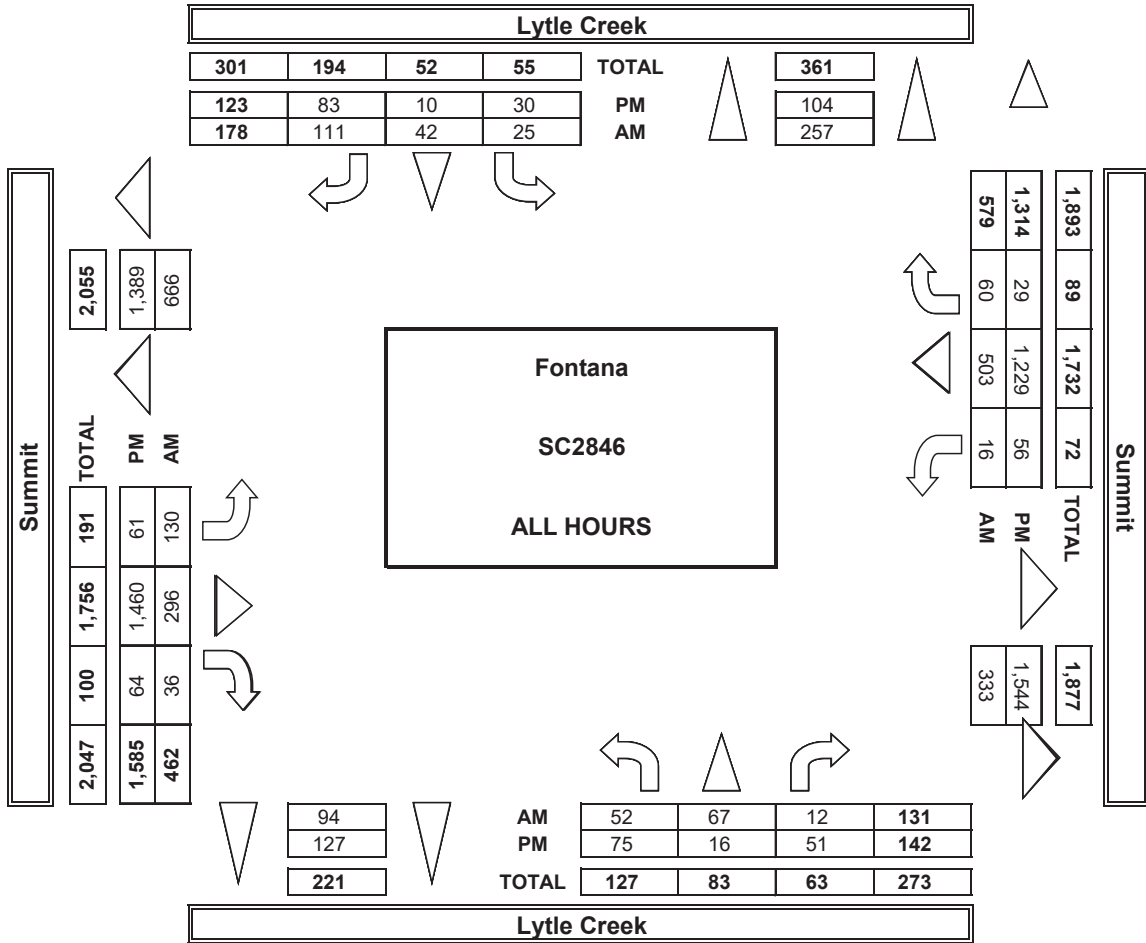 Lytle Creek
301 194 52 55 TOTAL 361
123 83 10 30 PM 104
178 111 42 25 AM 257
Summit
2,047 100 1,756 191 TOTAL 2,055
1,585 64 1,460 61 PM 1,389
462 36 296 130 AM 666
Fontana
SC2846
ALL HOURS
Summit
1,893 89 1,732 72 TOTAL 1,877
1,314 29 1,229 56 PM 1,544
579 60 503 16 AM 333
94 AM 52 67 12 131
127 PM 75 16 51 142
221 TOTAL 127 83 63 273
Lytle Creek